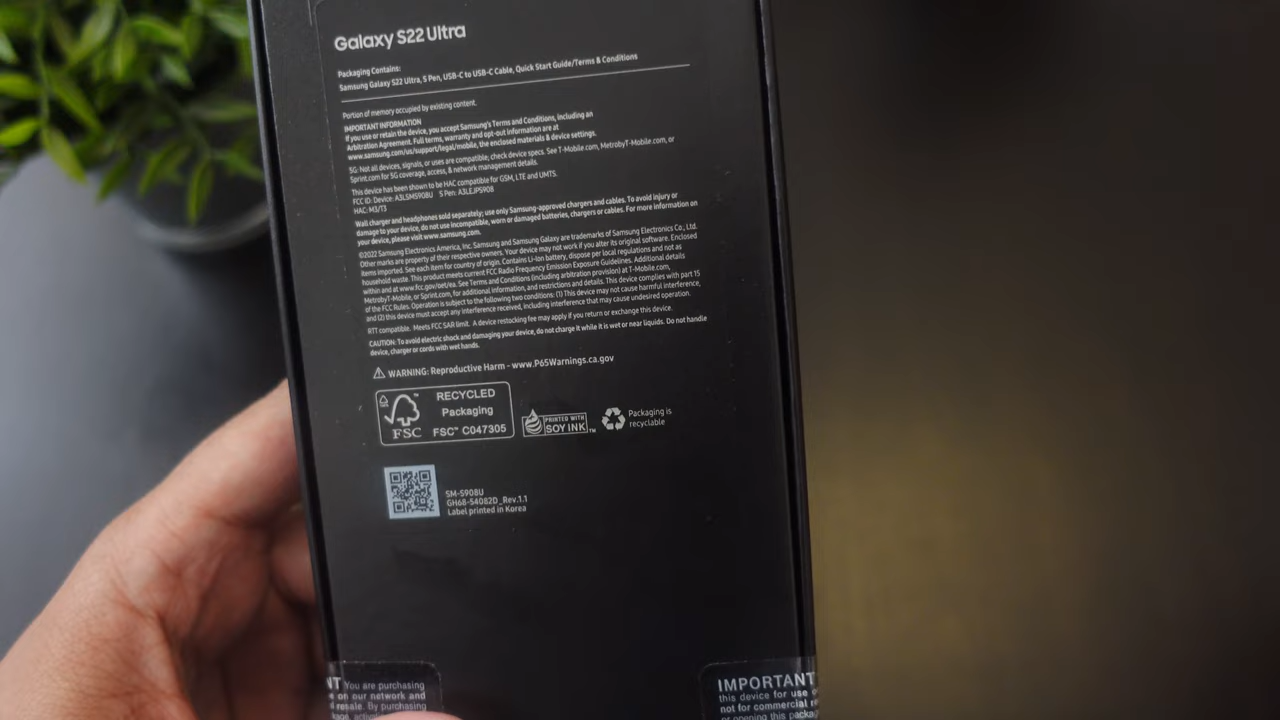 Galaxy S22 Ultra
Packaging Contains:
Samsung Galaxy S22 Ultra, S Pen, USB-C to USB-C Cable, Quick Start Guide/Terms & Conditions
Portion of memory occupied by existing content.
IMPORTANT INFORMATION
If you use or retain the device, you accept Samsung's Terms and Conditions, including an
Arbitration Agreement. Full terms, warranty and opt-out information are at
www.samsung.com/us/support/legal/mobile, the enclosed materials & device settings.
5G: Not all devices, signals, or uses are compatible; check device specs. See T-Mobile.com, MetrobyT-Mobile.com, or
Sprint.com for 5G coverage, access, & network management details.
This device has been shown to be HAC compatible for GSM, LTE and UMTS.
FCC ID: Device: A3LSMS908U S Pen: A3LEJPS908
HAC: M3/T3
Wall charger and headphones sold separately; use only Samsung-approved chargers and cables. To avoid injury or
damage to your device, do not use incompatible, worn or damaged batteries, chargers or cables. For more information on
your device, please visit www.samsung.com.
©2022 Samsung Electronics America, Inc. Samsung and Samsung Galaxy are trademarks of Samsung Electronics Co., Ltd.
Other marks are property of their respective owners. Your device may not work if you alter its original software. Enclosed
items imported. See each item for country of origin. Contains Li-Ion battery, dispose per local regulations and not as
household waste. This product meets current FCC Radio Frequency Emission Exposure Guidelines. Additional details
within and at www.fcc.gov/oet/ea. See Terms and Conditions (including arbitration provision) at T-Mobile.com,
MetrobyT-Mobile, or Sprint.com, for additional information, and restrictions and details. This device complies with part 15
of the FCC Rules. Operation is subject to the following two conditions: (1) This device may not cause harmful interference,
and (2) this device must accept any interference received, including interference that may cause undesired operation.
RTT compatible. Meets FCC SAR limit. A device restocking fee may apply if you return or exchange this device.
CAUTION: To avoid electric shock and damaging your device, do not charge it while it is wet or near liquids. Do not handle
device, charger or cords with wet hands.
WARNING: Reproductive Harm - www.P65Warnings.ca.gov
FSC
RECYCLED
Packaging
FSC™ C047305
PRINTED WITH
SOY INK™
Packaging is
recyclable
SM-S908U
GH68-54082D_Rev.1.1
Label printed in Korea
NT You are purchasing
on our network and
resale. By purchasing
IMPORTANT
this device for use
not for commercial
or opening this